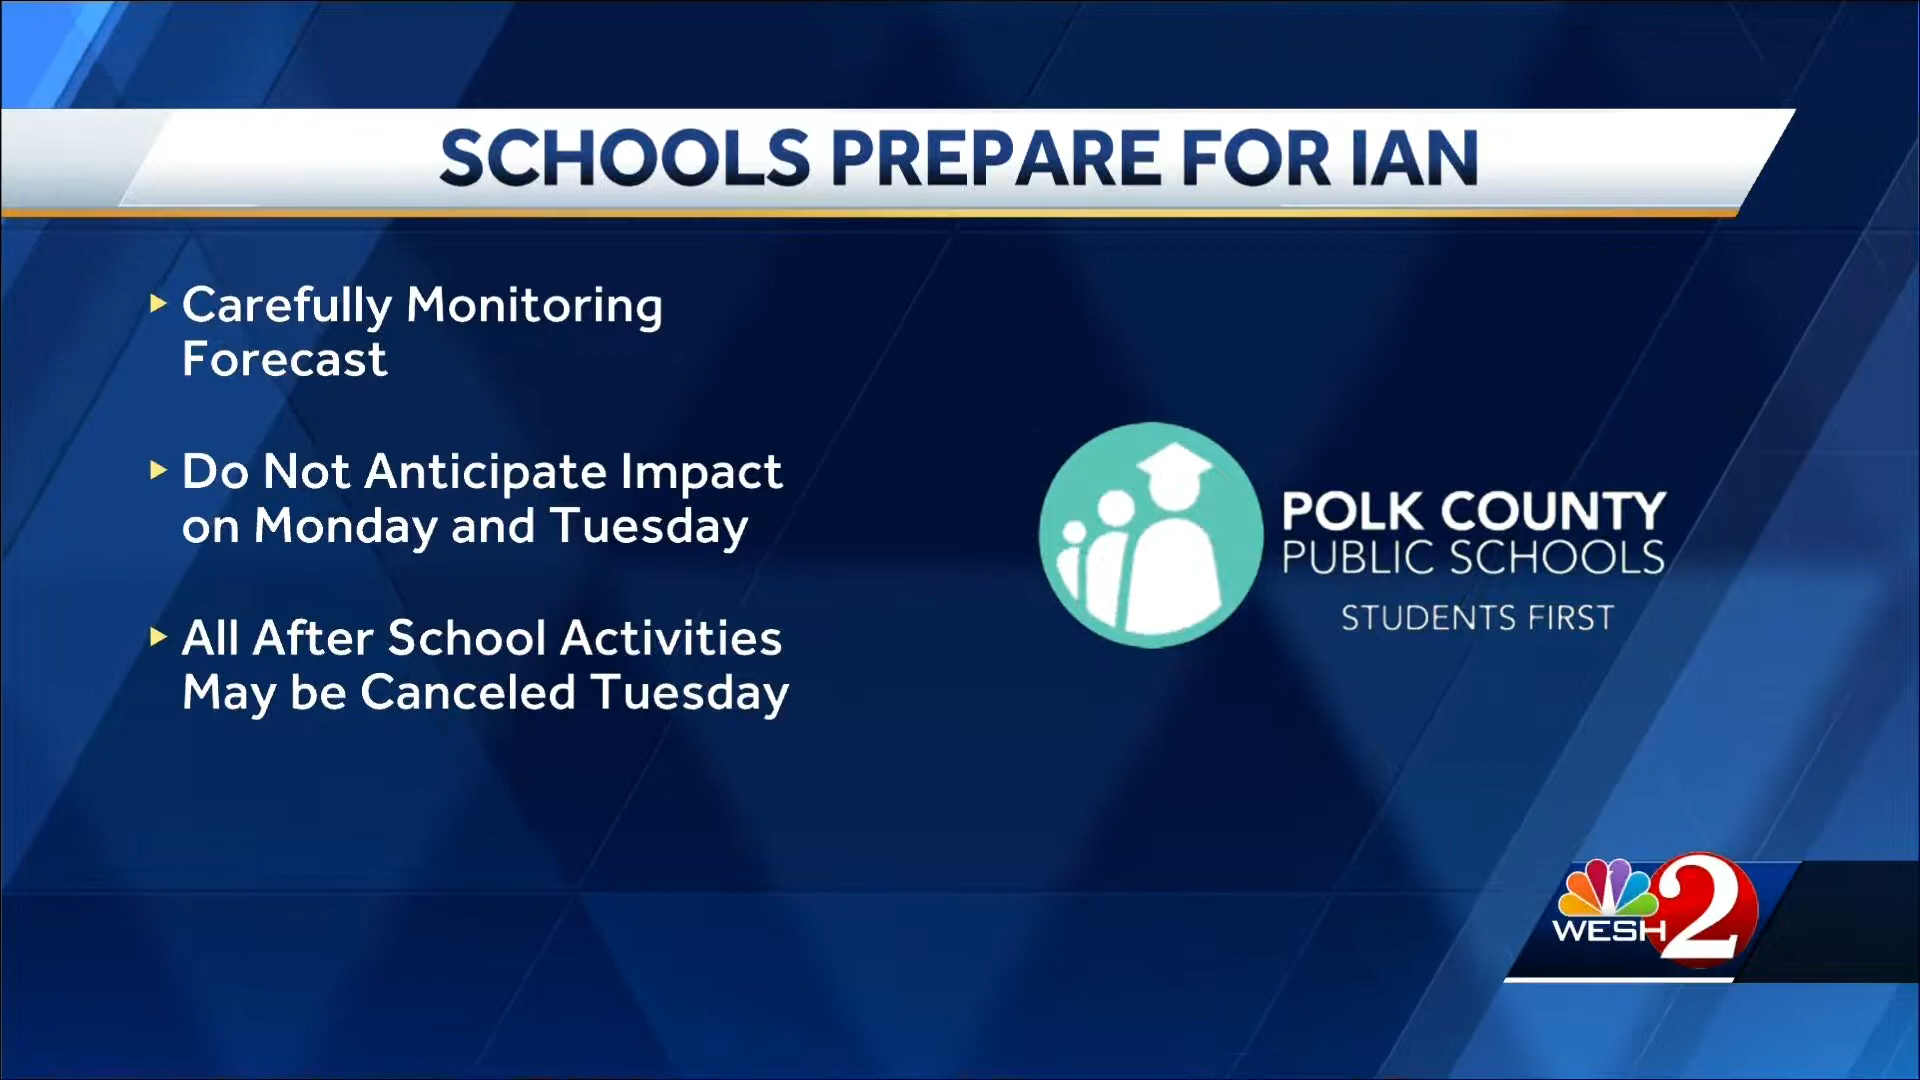 SCHOOLS PREPARE FOR IAN
Carefully Monitoring
Forecast
Do Not Anticipate Impact
on Monday and Tuesday
All After School Activities
May be Canceled Tuesday
POLK COUNTY
PUBLIC SCHOOLS
STUDENTS FIRST
WESH 2